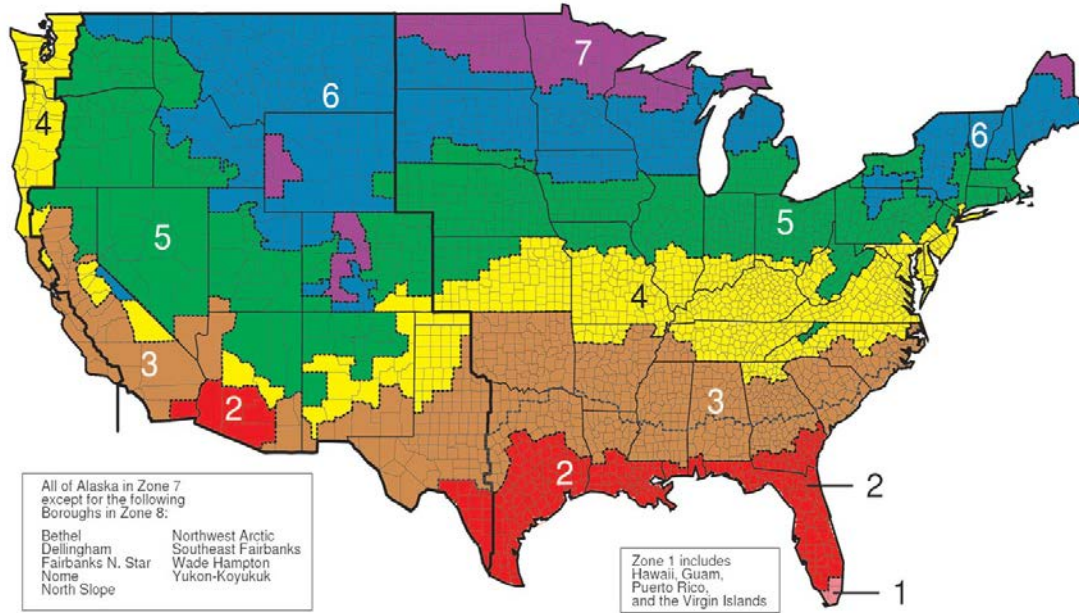 7
6
4
6
5
5
4
3
3
2
2
2
1
All of Alaska in Zone 7
except for the following
Boroughs in Zone 8:
Bethel
Dellingham
Fairbanks N. Star
Nome
North Slope
Northwest Arctic
Southeast Fairbanks
Wade Hampton
Yukon-Koyukuk
Zone 1 includes
Hawaii, Guam,
Puerto Rico,
and the Virgin Islands